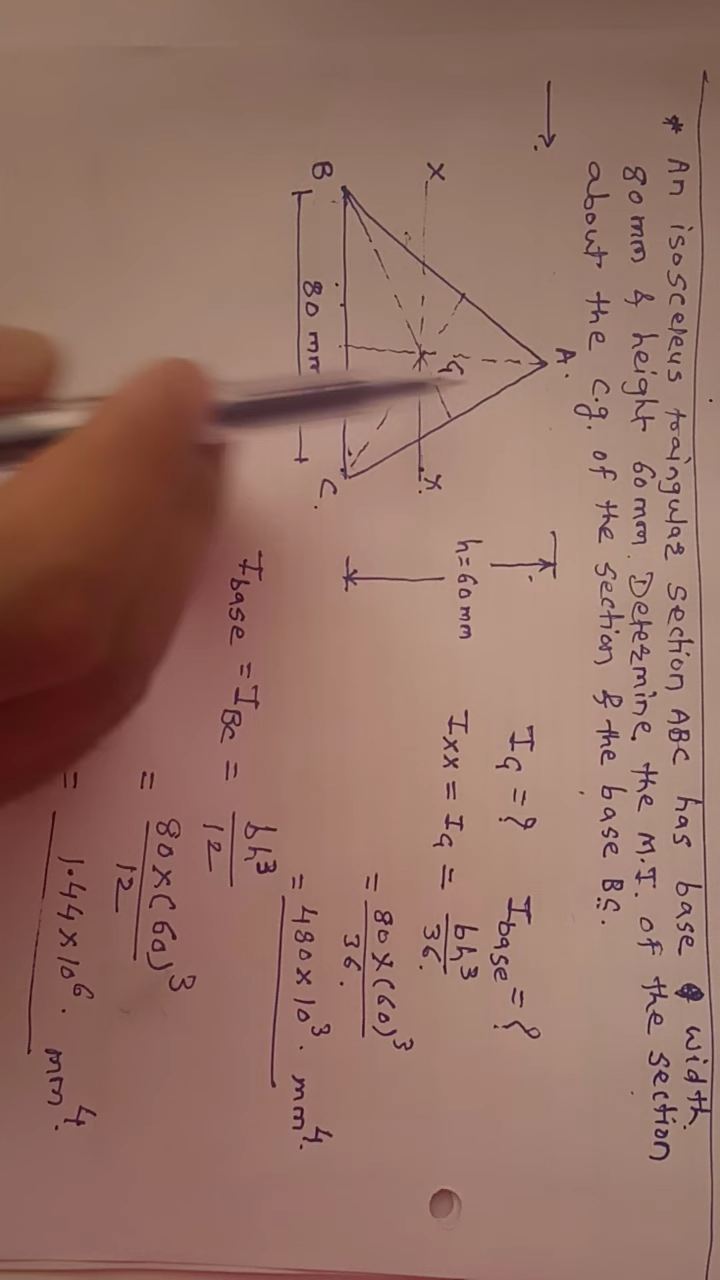 * An isosceleus traingular section ABC has base width
80 mm & height 60 mm. Determine the M.I. of the section
about the c.g. of the section & the base BC.
A.
X
G
X.
B
C.
80 mm
h=60mm
IG = ? Ibase = ?
IXX = IG = bh³/36.
= 80×(60)³/36.
= 480×10³. mm⁴.
Ibase = IBC = bh³/12
= 80×(60)³/12
= 1.44×10⁶. mm⁴.